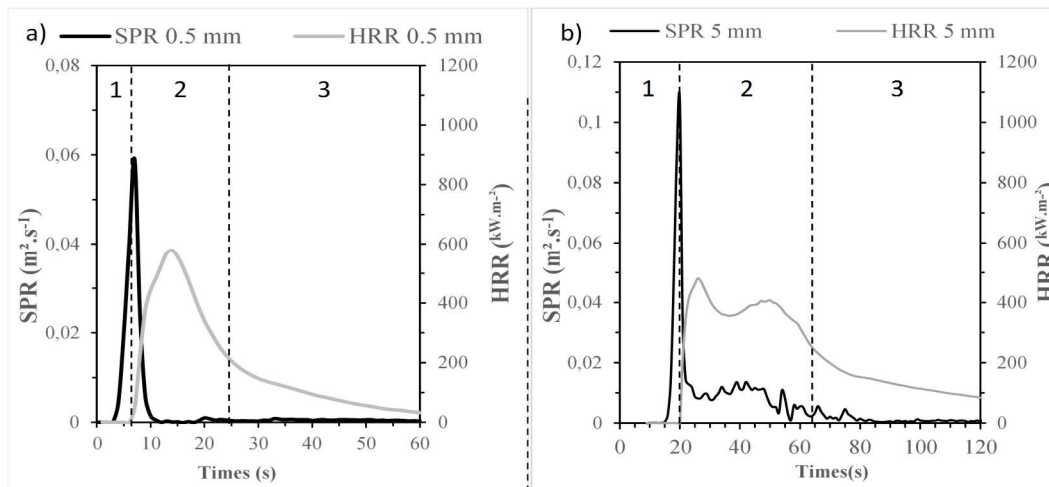 a) SPR 0.5 mm HRR 0.5 mm
0,08 1200
1 2 3
1000
0,06
800
0,04 600
400
0,02
200
0 0
0 10 20 30 40 50 60
Times (s)
SPR (m².s⁻¹)
HRR (kW.m⁻²)
b) SPR 5 mm HRR 5 mm
0,12 1200
1 2 3
0,1 1000
0,08 800
0,06 600
0,04 400
0,02 200
0 0
0 20 40 60 80 100 120
Times(s)
SPR (m².s⁻¹)
HRR (kW.m⁻²)